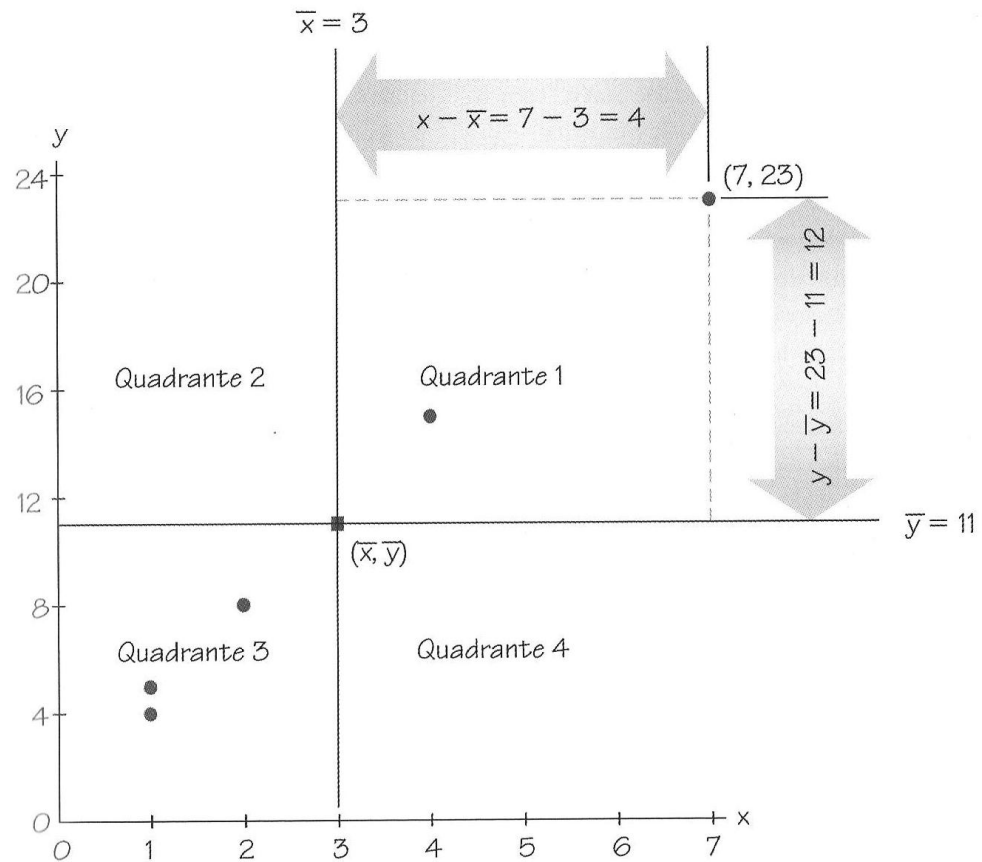 x̅ = 3
x − x̅ = 7 − 3 = 4
y
24
(7, 23)
20
y − y̅ = 23 − 11 = 12
Quadrante 2
Quadrante 1
16
12
y̅ = 11
(x̅, y̅)
8
Quadrante 3
Quadrante 4
4
0
x
0 1 2 3 4 5 6 7